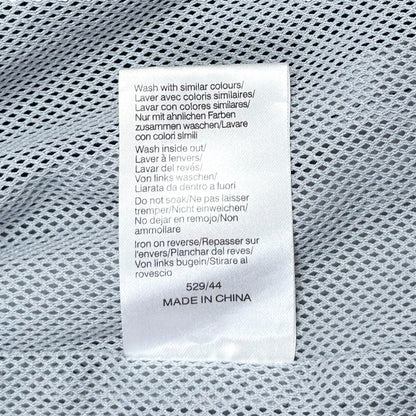 Wash with similar colours/
Laver avec coloris similaires/
Lavar con colores similares/
Nur mit ahnlichen Farben
zusammen waschen/Lavare
con colori simili
Wash inside out/
Laver à lenvers/
Lavar del revés/
Von links waschen/
Liarata da dentro a fuori
Do not soak/Ne pas laisser
tremper/Nicht einweichen/
No dejar en remojo/Non
ammollare
Iron on reverse/Repasser sur
l'envers/Planchar del revés/
Von links bugein/Stirare al
rovescio
529/44
MADE IN CHINA